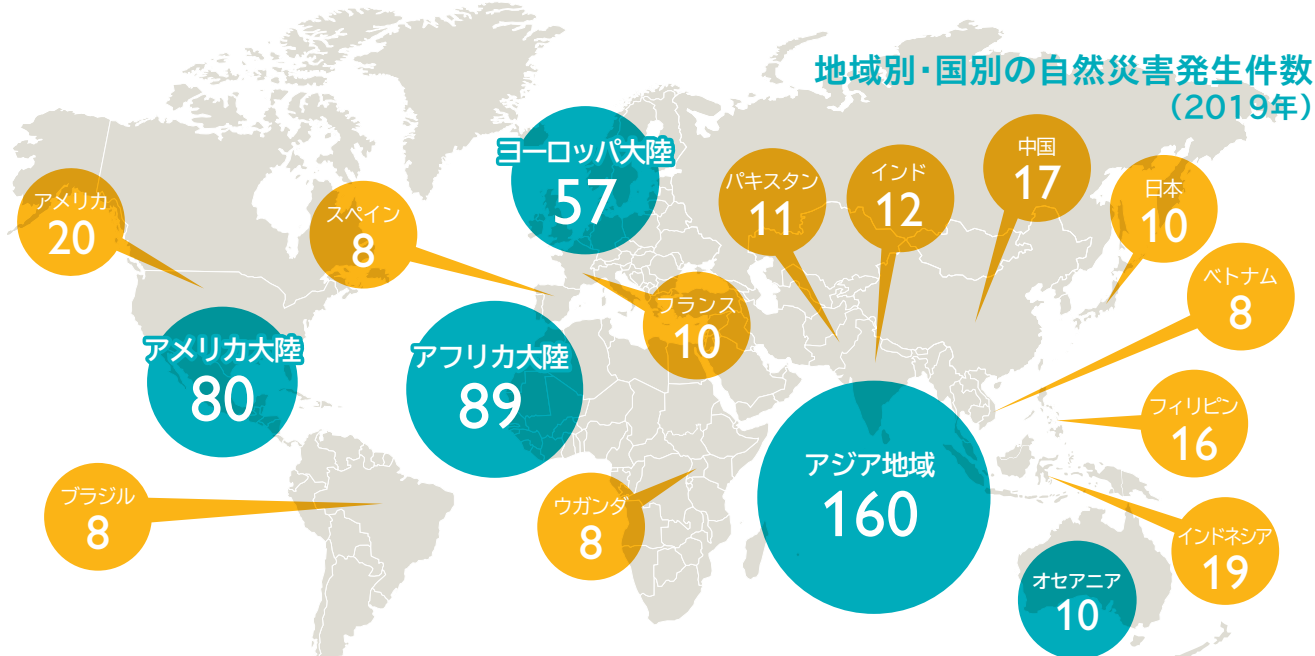 地域別・国別の自然災害発生件数
（2019年）
アメリカ
20
スペイン
8
ヨーロッパ大陸
57
パキスタン
11
インド
12
中国
17
日本
10
ベトナム
8
フランス
10
アメリカ大陸
80
アフリカ大陸
89
フィリピン
16
アジア地域
160
ブラジル
8
ウガンダ
8
インドネシア
19
オセアニア
10